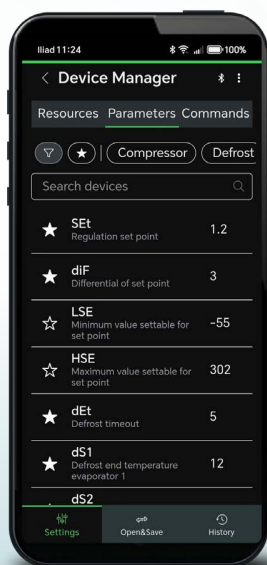 Iliad 11:24 100%
Device Manager
Resources Parameters Commands
Compressor Defrost
Search devices
SEt
Regulation set point
1.2
diF
Differential of set point
3
LSE
Minimum value settable for
set point
-55
HSE
Maximum value settable for
set point
302
dEt
Defrost timeout
5
dS1
Defrost end temperature
evaporator 1
12
dS2
Settings Open&Save History